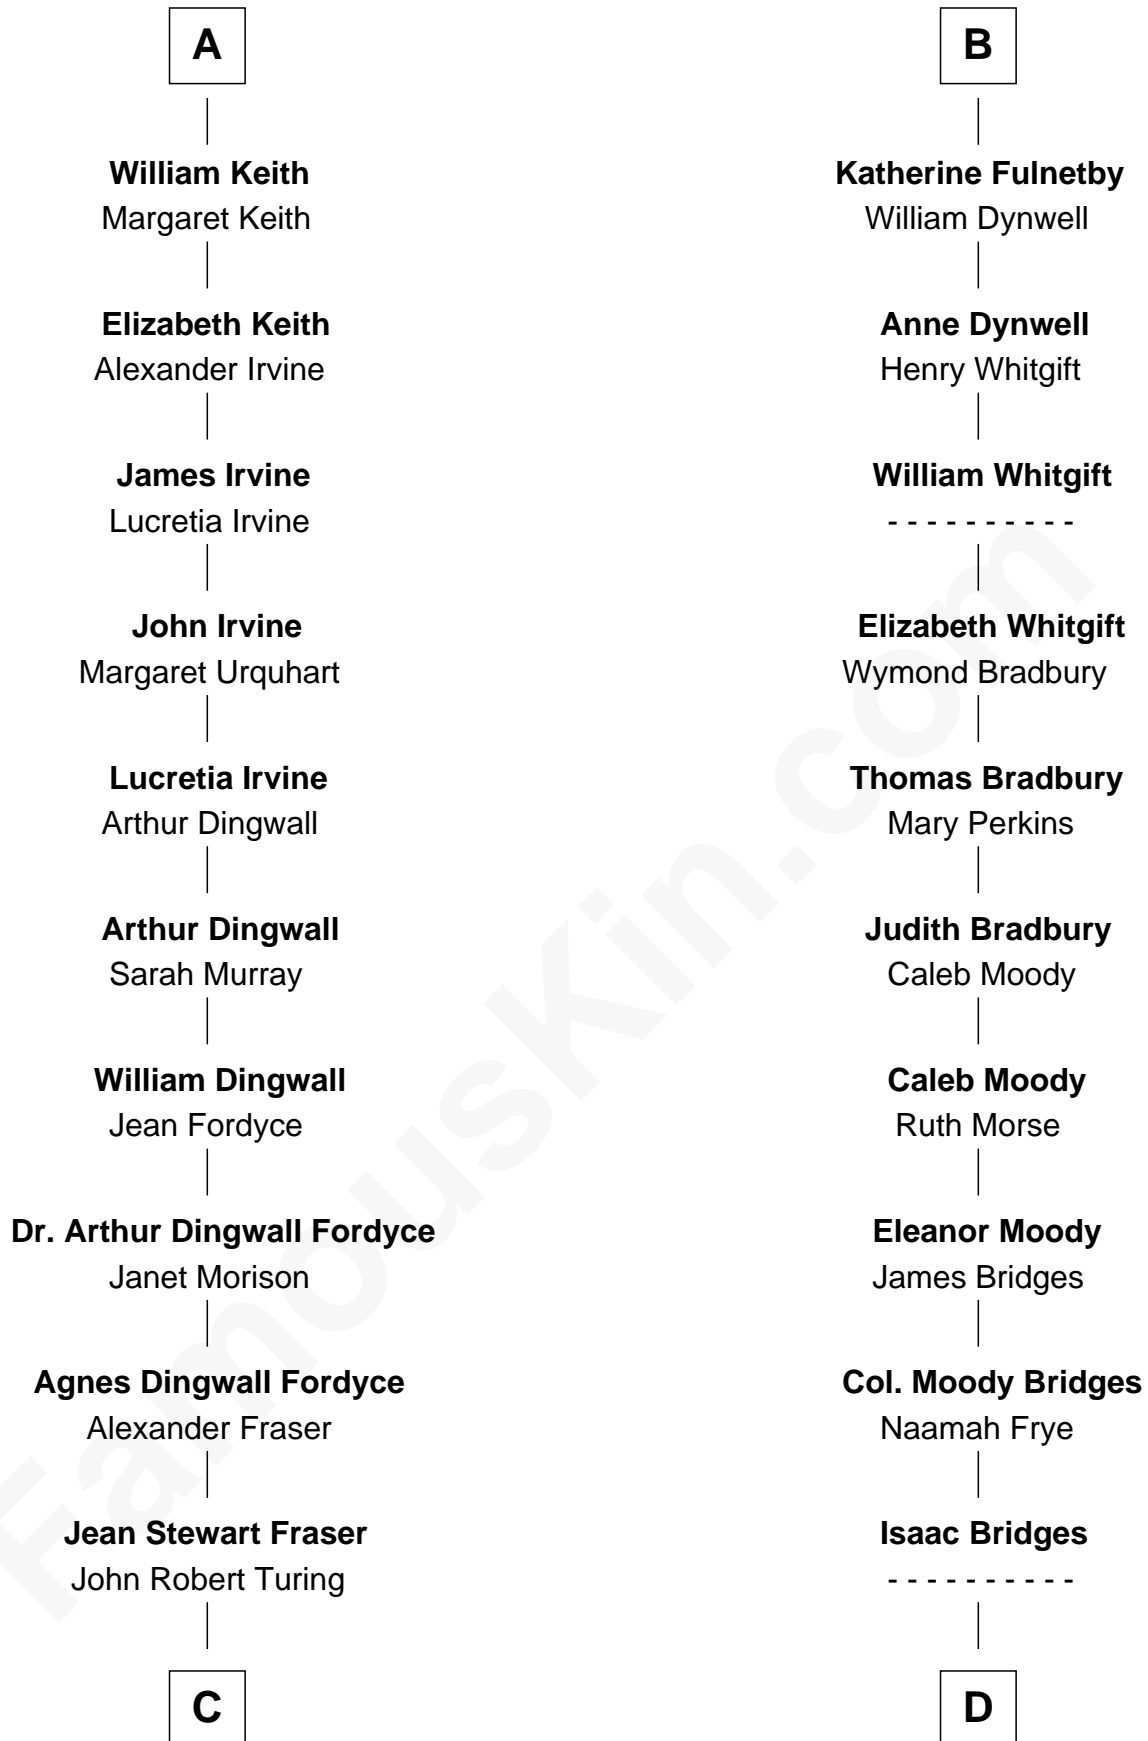 A
William Keith
Margaret Keith
Elizabeth Keith
Alexander Irvine
James Irvine
Lucretia Irvine
John Irvine
Margaret Urquhart
Lucretia Irvine
Arthur Dingwall
Arthur Dingwall
Sarah Murray
William Dingwall
Jean Fordyce
Dr. Arthur Dingwall Fordyce
Janet Morison
Agnes Dingwall Fordyce
Alexander Fraser
Jean Stewart Fraser
John Robert Turing
C
B
Katherine Fulnetby
William Dynwell
Anne Dynwell
Henry Whitgift
William Whitgift
- - - - - - - - - -
Elizabeth Whitgift
Wymond Bradbury
Thomas Bradbury
Mary Perkins
Judith Bradbury
Caleb Moody
Caleb Moody
Ruth Morse
Eleanor Moody
James Bridges
Col. Moody Bridges
Naamah Frye
Isaac Bridges
- - - - - - - - - -
D
FamousKin.com